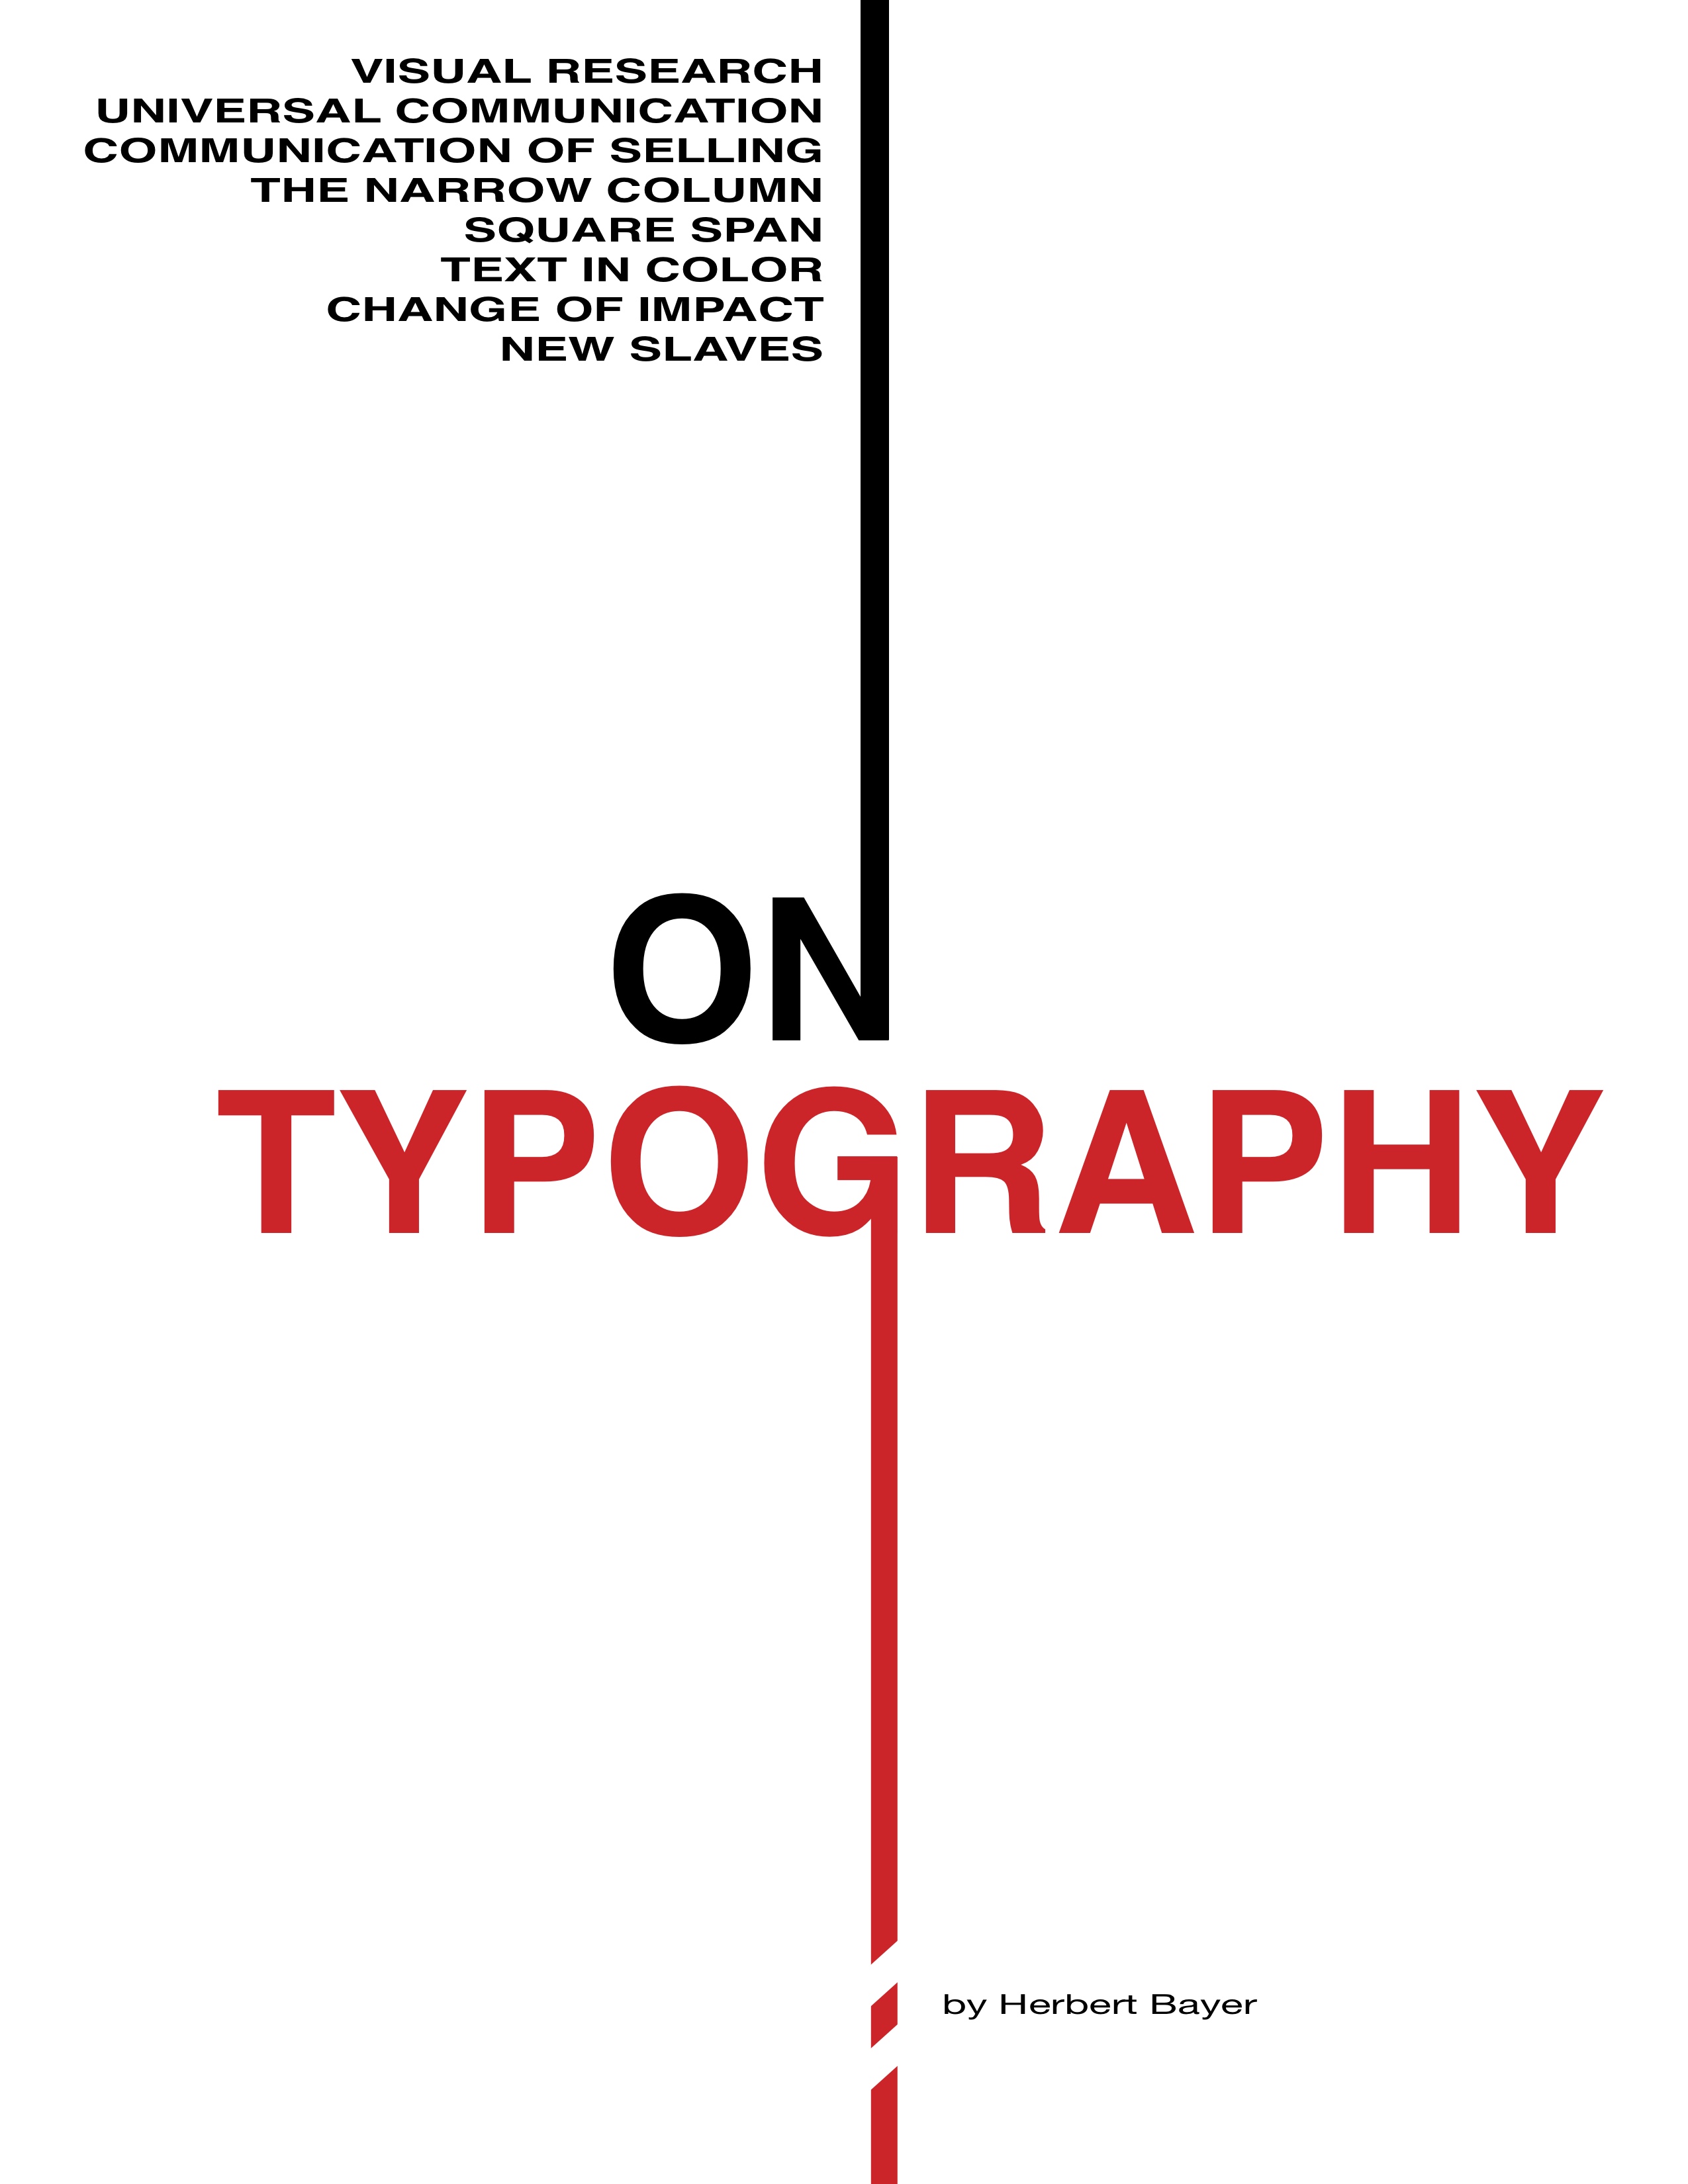 VISUAL RESEARCH
UNIVERSAL COMMUNICATION
COMMUNICATION OF SELLING
THE NARROW COLUMN
SQUARE SPAN
TEXT IN COLOR
CHANGE OF IMPACT
NEW SLAVES
ON
TYPOGRAPHY
by Herbert Bayer